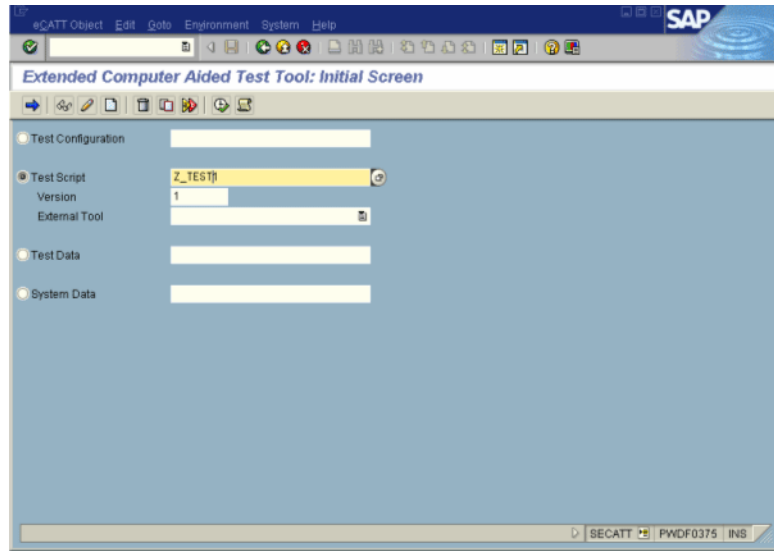 eCATT Object Edit Goto Environment System Help
SAP
Extended Computer Aided Test Tool: Initial Screen
Test Configuration
Test Script Z_TEST1
Version 1
External Tool
Test Data
System Data
SECATT PWDF0375 INS